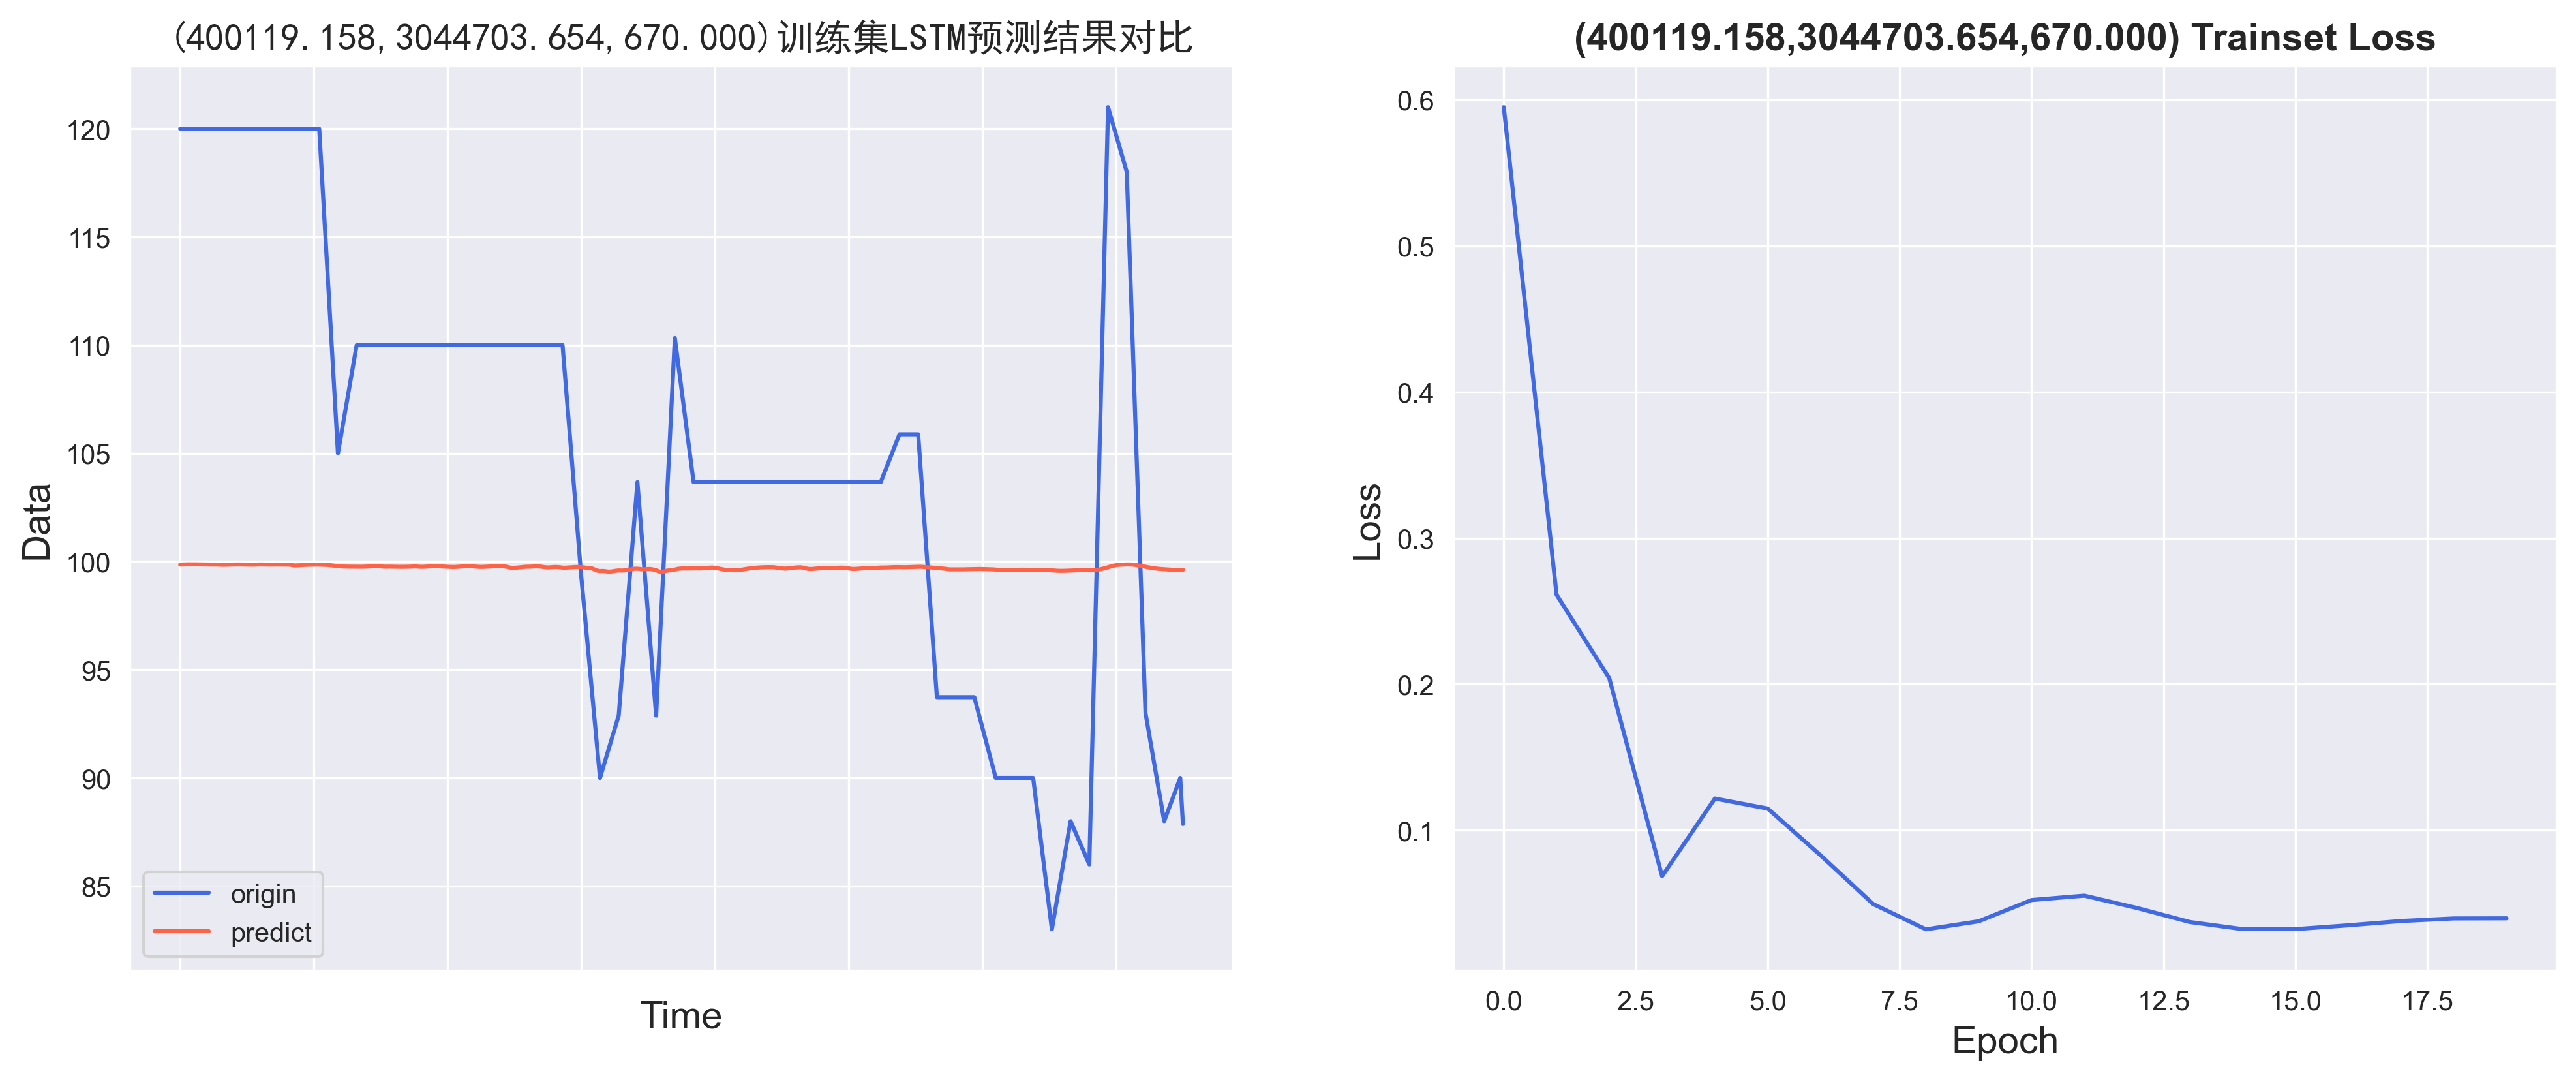 (400119.158,3044703.654,670.000)训练集LSTM预测结果对比
120
115
110
105
100
95
90
85
Data
origin
predict
Time
(400119.158,3044703.654,670.000) Trainset Loss
0.6
0.5
0.4
0.3
0.2
0.1
Loss
0.0 2.5 5.0 7.5 10.0 12.5 15.0 17.5
Epoch